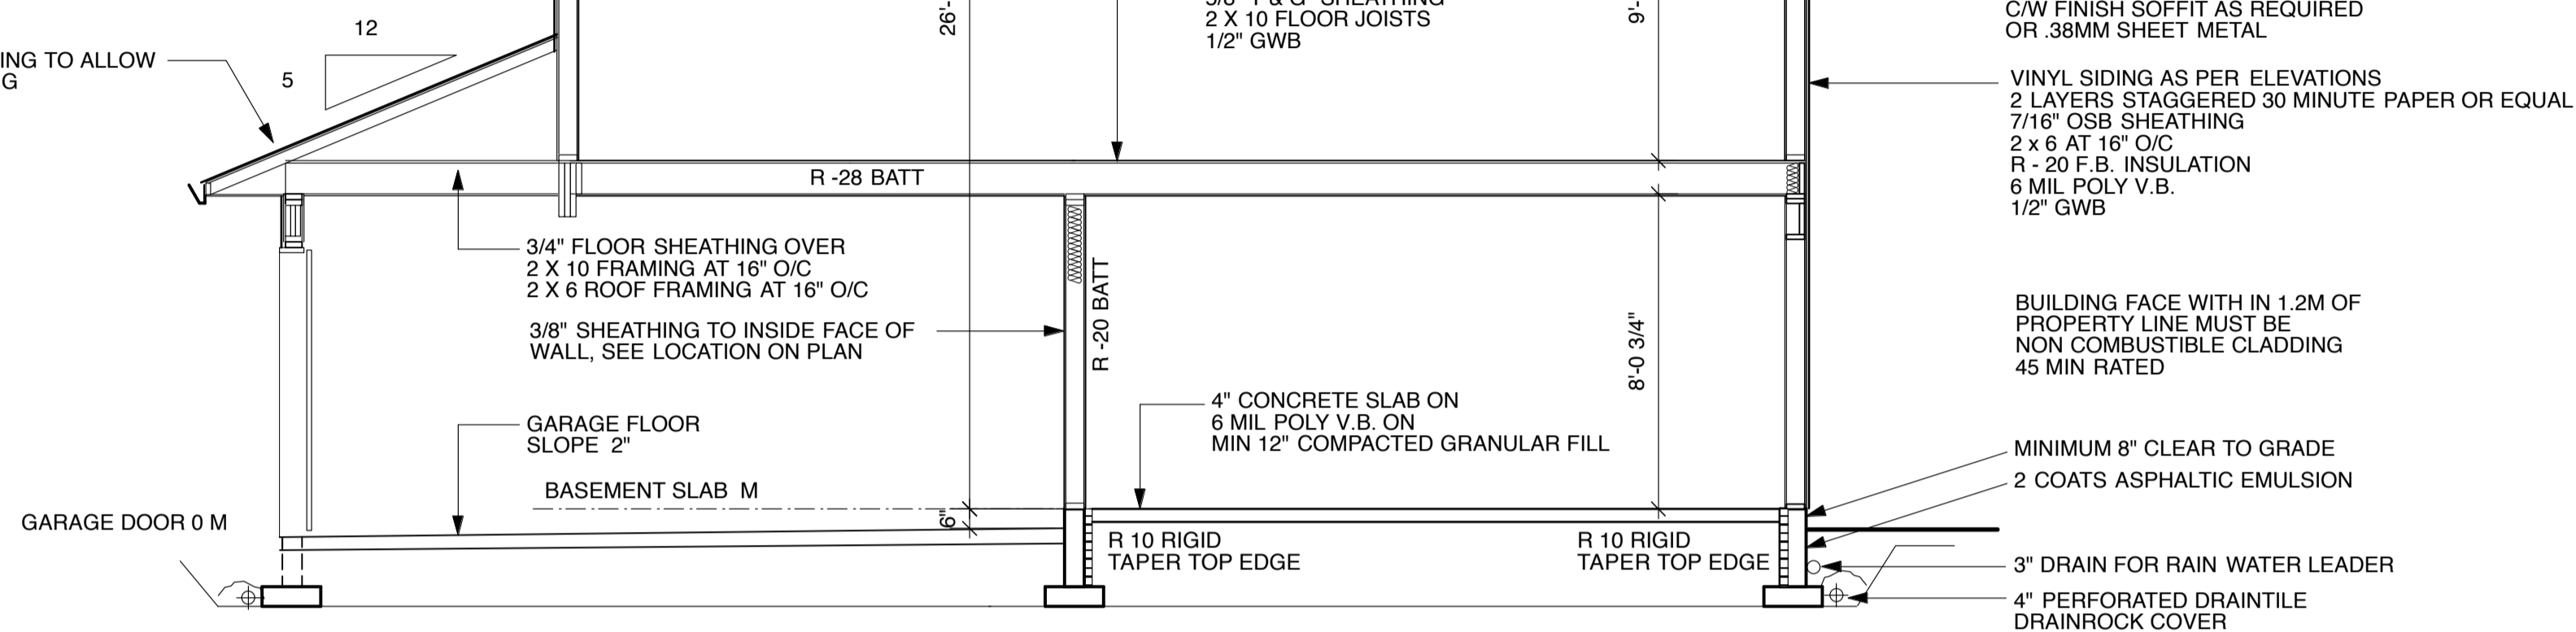 12
5
ING TO ALLOW
G
26'-
5/8" T & G SHEATHING
2 X 10 FLOOR JOISTS
1/2" GWB
9'-
C/W FINISH SOFFIT AS REQUIRED
OR .38MM SHEET METAL
VINYL SIDING AS PER ELEVATIONS
2 LAYERS STAGGERED 30 MINUTE PAPER OR EQUAL
7/16" OSB SHEATHING
2 x 6 AT 16" O/C
R - 20 F.B. INSULATION
6 MIL POLY V.B.
1/2" GWB
R -28 BATT
3/4" FLOOR SHEATHING OVER
2 X 10 FRAMING AT 16" O/C
2 X 6 ROOF FRAMING AT 16" O/C
3/8" SHEATHING TO INSIDE FACE OF
WALL, SEE LOCATION ON PLAN
R -20 BATT
8'-0 3/4"
BUILDING FACE WITH IN 1.2M OF
PROPERTY LINE MUST BE
NON COMBUSTIBLE CLADDING
45 MIN RATED
GARAGE FLOOR
SLOPE 2"
4" CONCRETE SLAB ON
6 MIL POLY V.B. ON
MIN 12" COMPACTED GRANULAR FILL
BASEMENT SLAB M
6"
GARAGE DOOR 0 M
MINIMUM 8" CLEAR TO GRADE
2 COATS ASPHALTIC EMULSION
R 10 RIGID
TAPER TOP EDGE
R 10 RIGID
TAPER TOP EDGE
3" DRAIN FOR RAIN WATER LEADER
4" PERFORATED DRAINTILE
DRAINROCK COVER